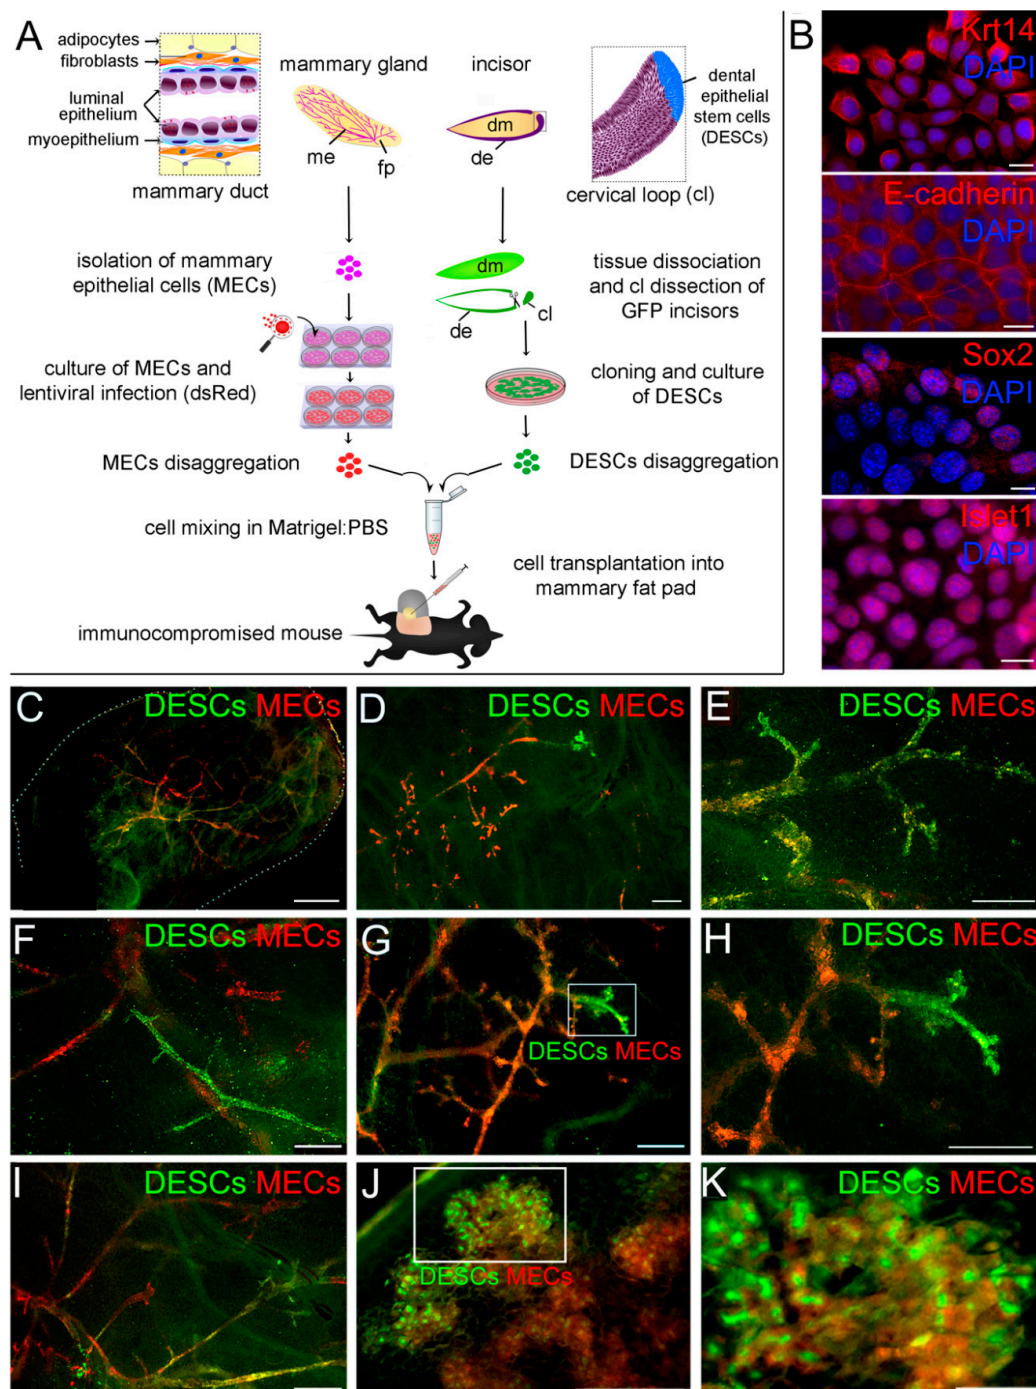 A
adipocytes
fibroblasts
luminal
epithelium
myoepithelium
mammary duct
mammary gland
me
fp
incisor
dm
de
dental
epithelial
stem cells
(DESCs)
cervical loop (cl)
isolation of mammary
epithelial cells (MECs)
dm
de
cl
tissue dissociation
and cl dissection of
GFP incisors
culture of MECs and
lentiviral infection (dsRed)
cloning and culture
of DESCs
MECs disaggregation
DESCs disaggregation
cell mixing in Matrigel:PBS
cell transplantation into
mammary fat pad
immunocompromised mouse
B
Krt14
DAPI
E-cadherin
DAPI
Sox2
DAPI
Islet1
DAPI
C DESCs MECs
D DESCs MECs
E DESCs MECs
F DESCs MECs
G
DESCs MECs
H DESCs MECs
I DESCs MECs
J
DESCs MECs
K DESCs MECs